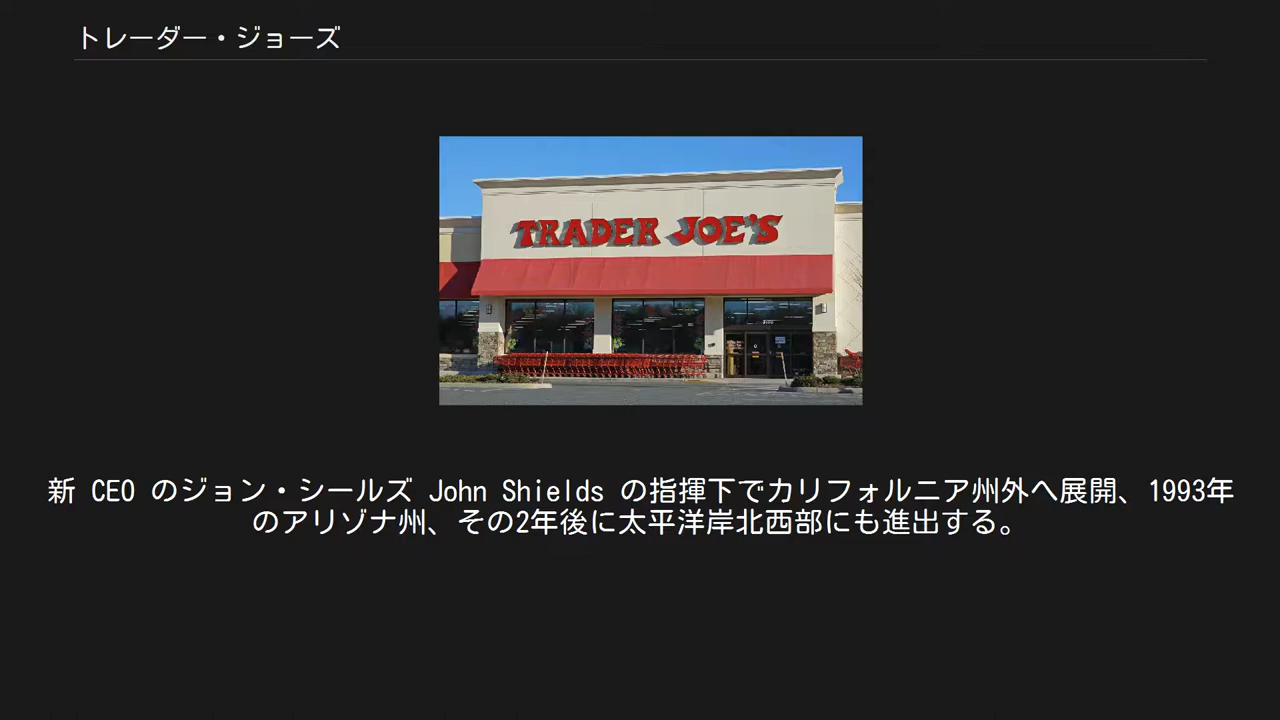 トレーダー・ジョーズ
TRADER JOE'S
新 CEO のジョン・シールズ John Shields の指揮下でカリフォルニア州外へ展開、1993年
のアリゾナ州、その2年後に太平洋岸北西部にも進出する。